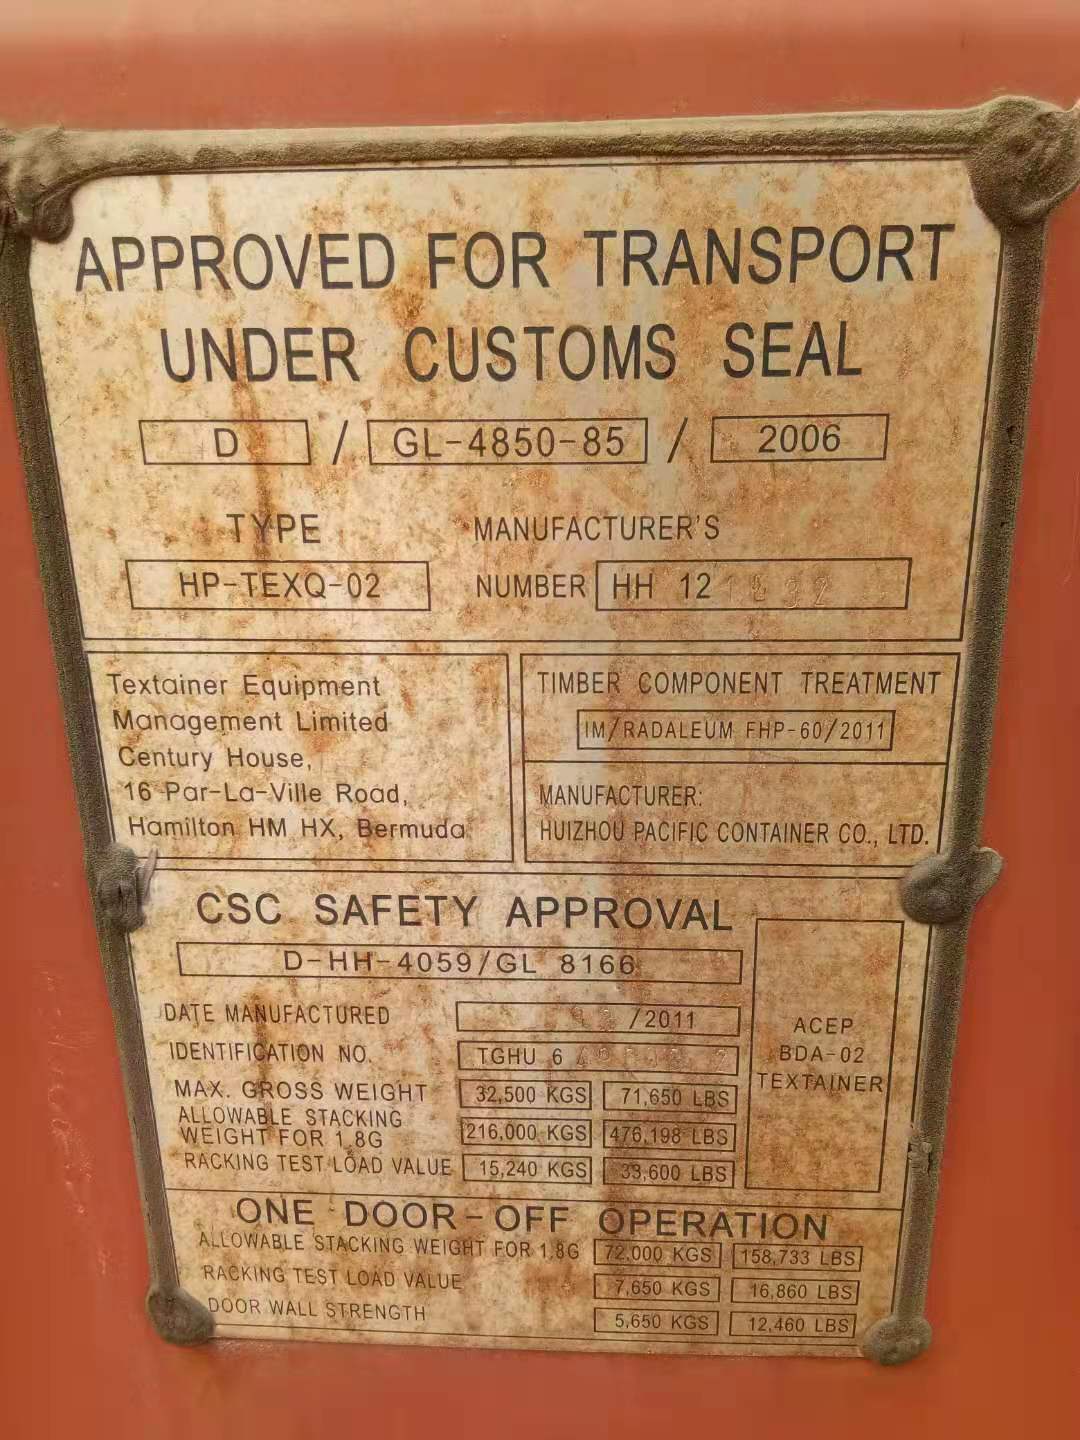 APPROVED FOR TRANSPORT
UNDER CUSTOMS SEAL
D / GL-4850-85 / 2006
TYPE MANUFACTURER'S
HP-TEXQ-02 NUMBER HH 12
Textainer Equipment
Management Limited
Century House,
16 Par-La-Ville Road,
Hamilton HM HX, Bermuda
TIMBER COMPONENT TREATMENT
IM/RADALEUM FHP-60/2011
MANUFACTURER:
HUIZHOU PACIFIC CONTAINER CO., LTD.
CSC SAFETY APPROVAL
D-HH-4059/GL 8166
DATE MANUFACTURED /2011
IDENTIFICATION NO. TGHU 6
MAX. GROSS WEIGHT 32,500 KGS 71,650 LBS
ALLOWABLE STACKING
WEIGHT FOR 1.8G 216,000 KGS 476,198 LBS
RACKING TEST LOAD VALUE 15,240 KGS 33,600 LBS
ACEP
BDA-02
TEXTAINER
ONE DOOR-OFF OPERATION
ALLOWABLE STACKING WEIGHT FOR 1.8G 72,000 KGS 158,733 LBS
RACKING TEST LOAD VALUE 7,650 KGS 16,860 LBS
DOOR WALL STRENGTH 5,650 KGS 12,460 LBS